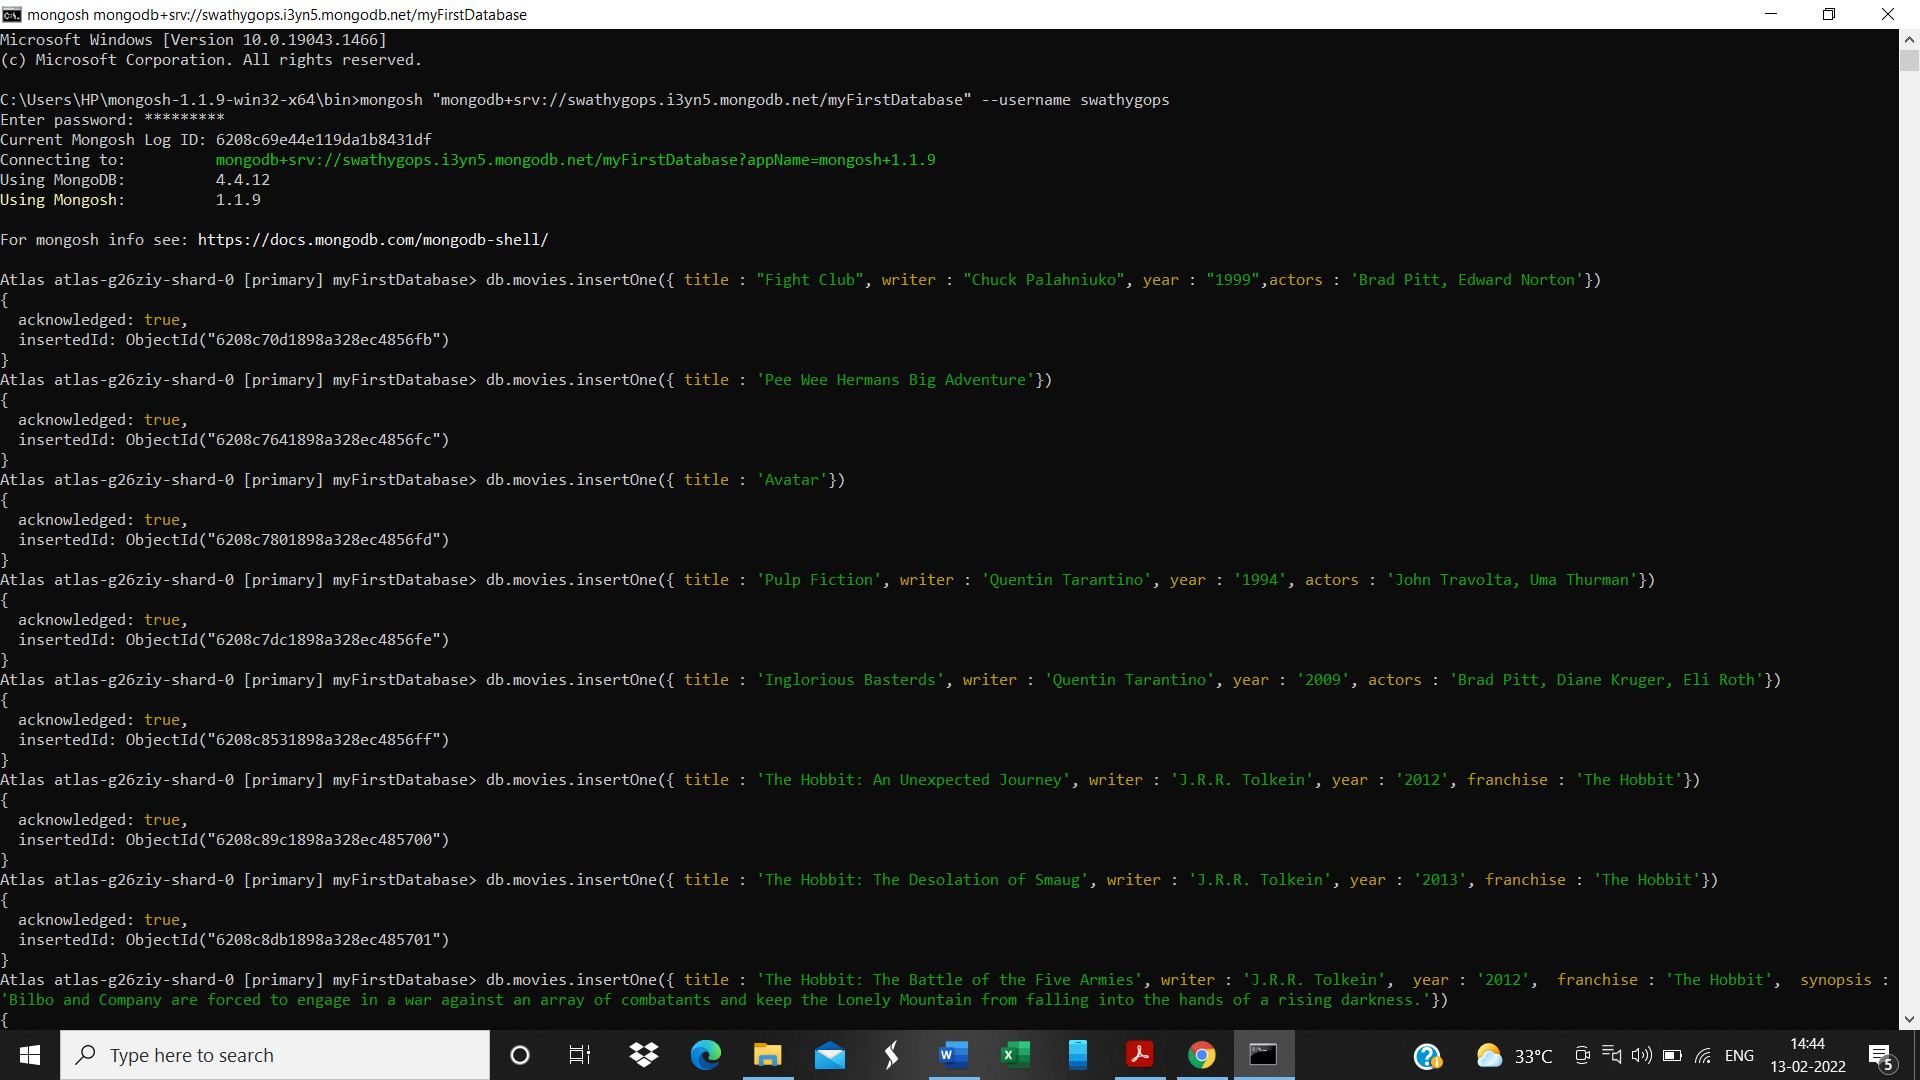 mongosh mongodb+srv://swathygops.i3yn5.mongodb.net/myFirstDatabase
Microsoft Windows [Version 10.0.19043.1466]
(c) Microsoft Corporation. All rights reserved.
C:\Users\HP\mongosh-1.1.9-win32-x64\bin>mongosh "mongodb+srv://swathygops.i3yn5.mongodb.net/myFirstDatabase" --username swathygops
Enter password: *********
Current Mongosh Log ID: 6208c69e44e119da1b8431df
Connecting to:          mongodb+srv://swathygops.i3yn5.mongodb.net/myFirstDatabase?appName=mongosh+1.1.9
Using MongoDB:          4.4.12
Using Mongosh:          1.1.9
For mongosh info see: https://docs.mongodb.com/mongodb-shell/
Atlas atlas-g26ziy-shard-0 [primary] myFirstDatabase> db.movies.insertOne({ title : "Fight Club", writer : "Chuck Palahniuko", year : "1999",actors : 'Brad Pitt, Edward Norton'})
{
  acknowledged: true,
  insertedId: ObjectId("6208c70d1898a328ec4856fb")
}
Atlas atlas-g26ziy-shard-0 [primary] myFirstDatabase> db.movies.insertOne({ title : 'Pee Wee Hermans Big Adventure'})
{
  acknowledged: true,
  insertedId: ObjectId("6208c7641898a328ec4856fc")
}
Atlas atlas-g26ziy-shard-0 [primary] myFirstDatabase> db.movies.insertOne({ title : 'Avatar'})
{
  acknowledged: true,
  insertedId: ObjectId("6208c7801898a328ec4856fd")
}
Atlas atlas-g26ziy-shard-0 [primary] myFirstDatabase> db.movies.insertOne({ title : 'Pulp Fiction', writer : 'Quentin Tarantino', year : '1994', actors : 'John Travolta, Uma Thurman'})
{
  acknowledged: true,
  insertedId: ObjectId("6208c7dc1898a328ec4856fe")
}
Atlas atlas-g26ziy-shard-0 [primary] myFirstDatabase> db.movies.insertOne({ title : 'Inglorious Basterds', writer : 'Quentin Tarantino', year : '2009', actors : 'Brad Pitt, Diane Kruger, Eli Roth'})
{
  acknowledged: true,
  insertedId: ObjectId("6208c8531898a328ec4856ff")
}
Atlas atlas-g26ziy-shard-0 [primary] myFirstDatabase> db.movies.insertOne({ title : 'The Hobbit: An Unexpected Journey', writer : 'J.R.R. Tolkein', year : '2012', franchise : 'The Hobbit'})
{
  acknowledged: true,
  insertedId: ObjectId("6208c89c1898a328ec485700")
}
Atlas atlas-g26ziy-shard-0 [primary] myFirstDatabase> db.movies.insertOne({ title : 'The Hobbit: The Desolation of Smaug', writer : 'J.R.R. Tolkein', year : '2013', franchise : 'The Hobbit'})
{
  acknowledged: true,
  insertedId: ObjectId("6208c8db1898a328ec485701")
}
Atlas atlas-g26ziy-shard-0 [primary] myFirstDatabase> db.movies.insertOne({ title : 'The Hobbit: The Battle of the Five Armies', writer : 'J.R.R. Tolkein',  year : '2012',  franchise : 'The Hobbit',  synopsis :
'Bilbo and Company are forced to engage in a war against an array of combatants and keep the Lonely Mountain from falling into the hands of a rising darkness.'})
{
Type here to search
33°C
ENG
14:44
13-02-2022
5